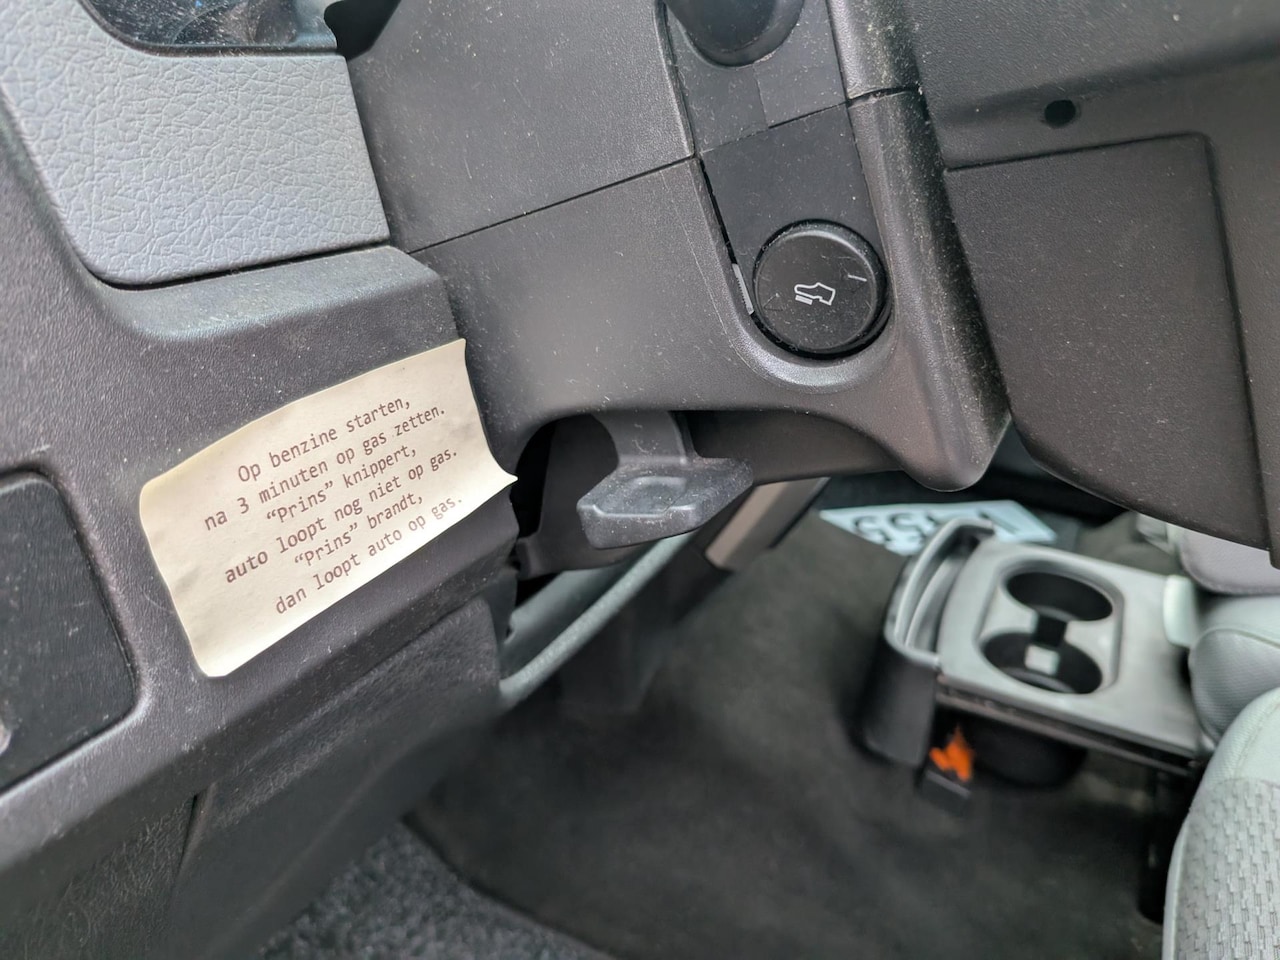 Op benzine starten,
na 3 minuten op gas zetten.
“Prins” knippert,
auto loopt nog niet op gas.
“Prins” brandt,
dan loopt auto op gas.